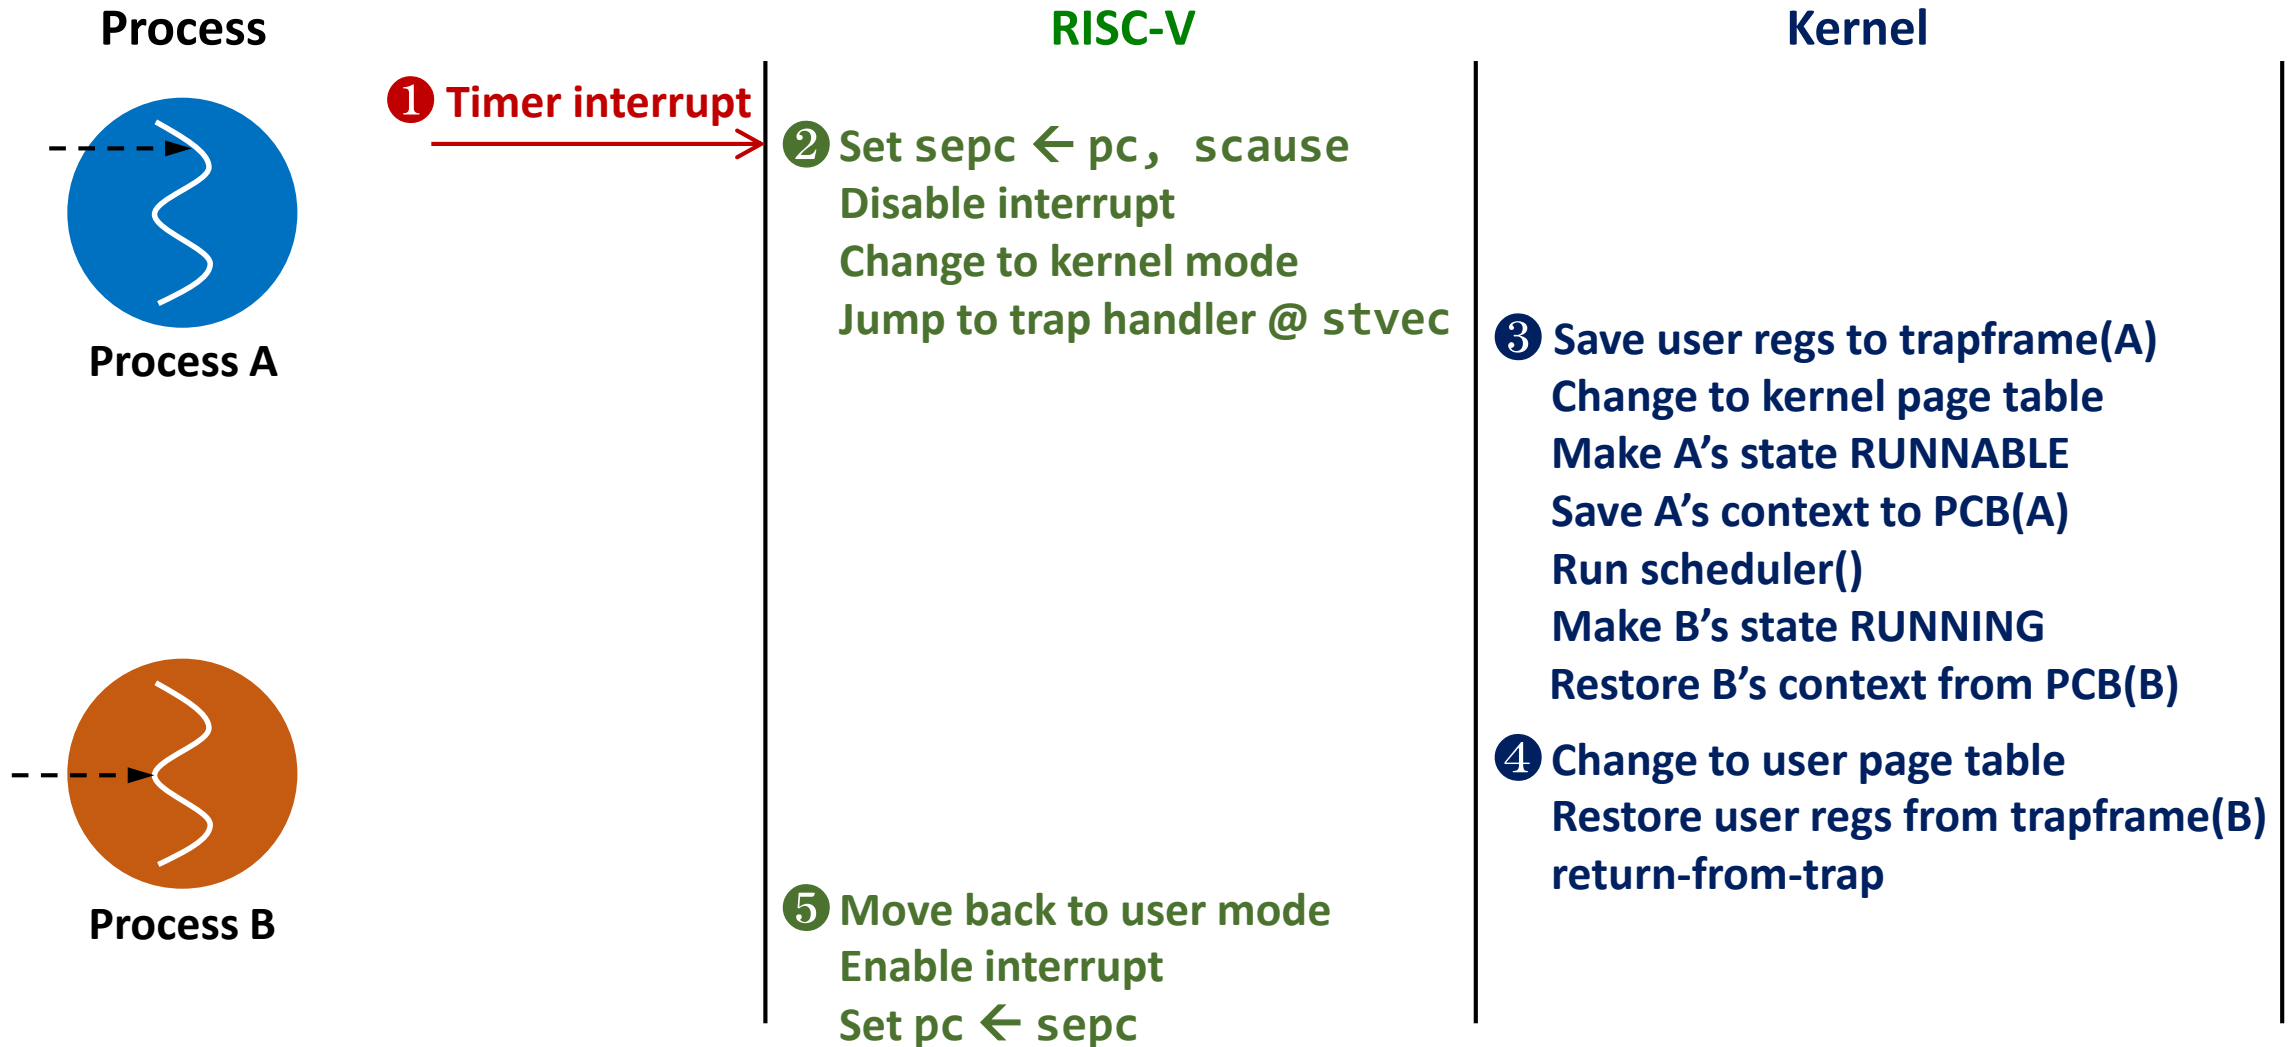 Process
RISC-V
Kernel
❶ Timer interrupt
Process A
❷ Set sepc ← pc, scause
Disable interrupt
Change to kernel mode
Jump to trap handler @ stvec
❸ Save user regs to trapframe(A)
Change to kernel page table
Make A’s state RUNNABLE
Save A’s context to PCB(A)
Run scheduler()
Make B’s state RUNNING
Restore B’s context from PCB(B)
❹ Change to user page table
Restore user regs from trapframe(B)
return-from-trap
Process B
❺ Move back to user mode
Enable interrupt
Set pc ← sepc